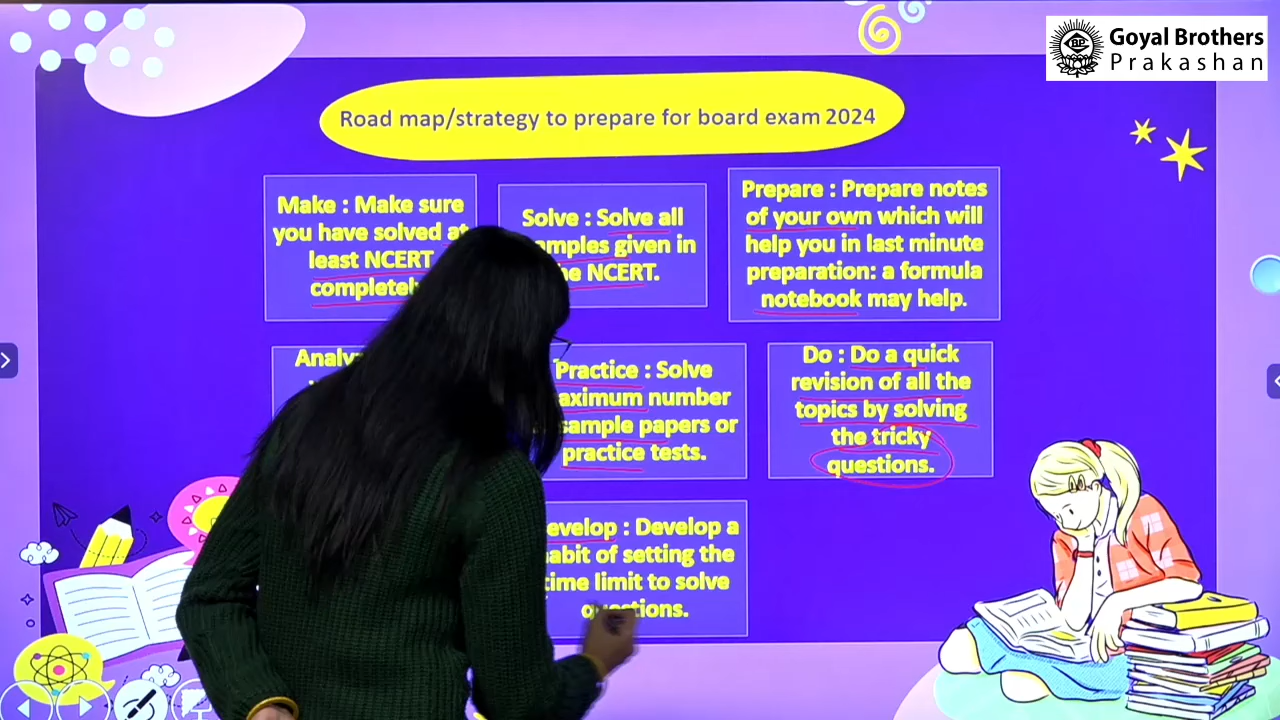 Goyal Brothers
Prakashan
Road map/strategy to prepare for board exam 2024
Make : Make sure
you have solved at
least NCERT
Solve : Solve all
given in
NCERT.
Prepare : Prepare notes
of your own which will
help you in last minute
preparation: a formula
notebook may help.
Practice : Solve
number
sample papers or
practice tests.
Do : Do a quick
revision of all the
topics by solving
the tricky
questions.
: Develop a
of setting the
time limit to solve